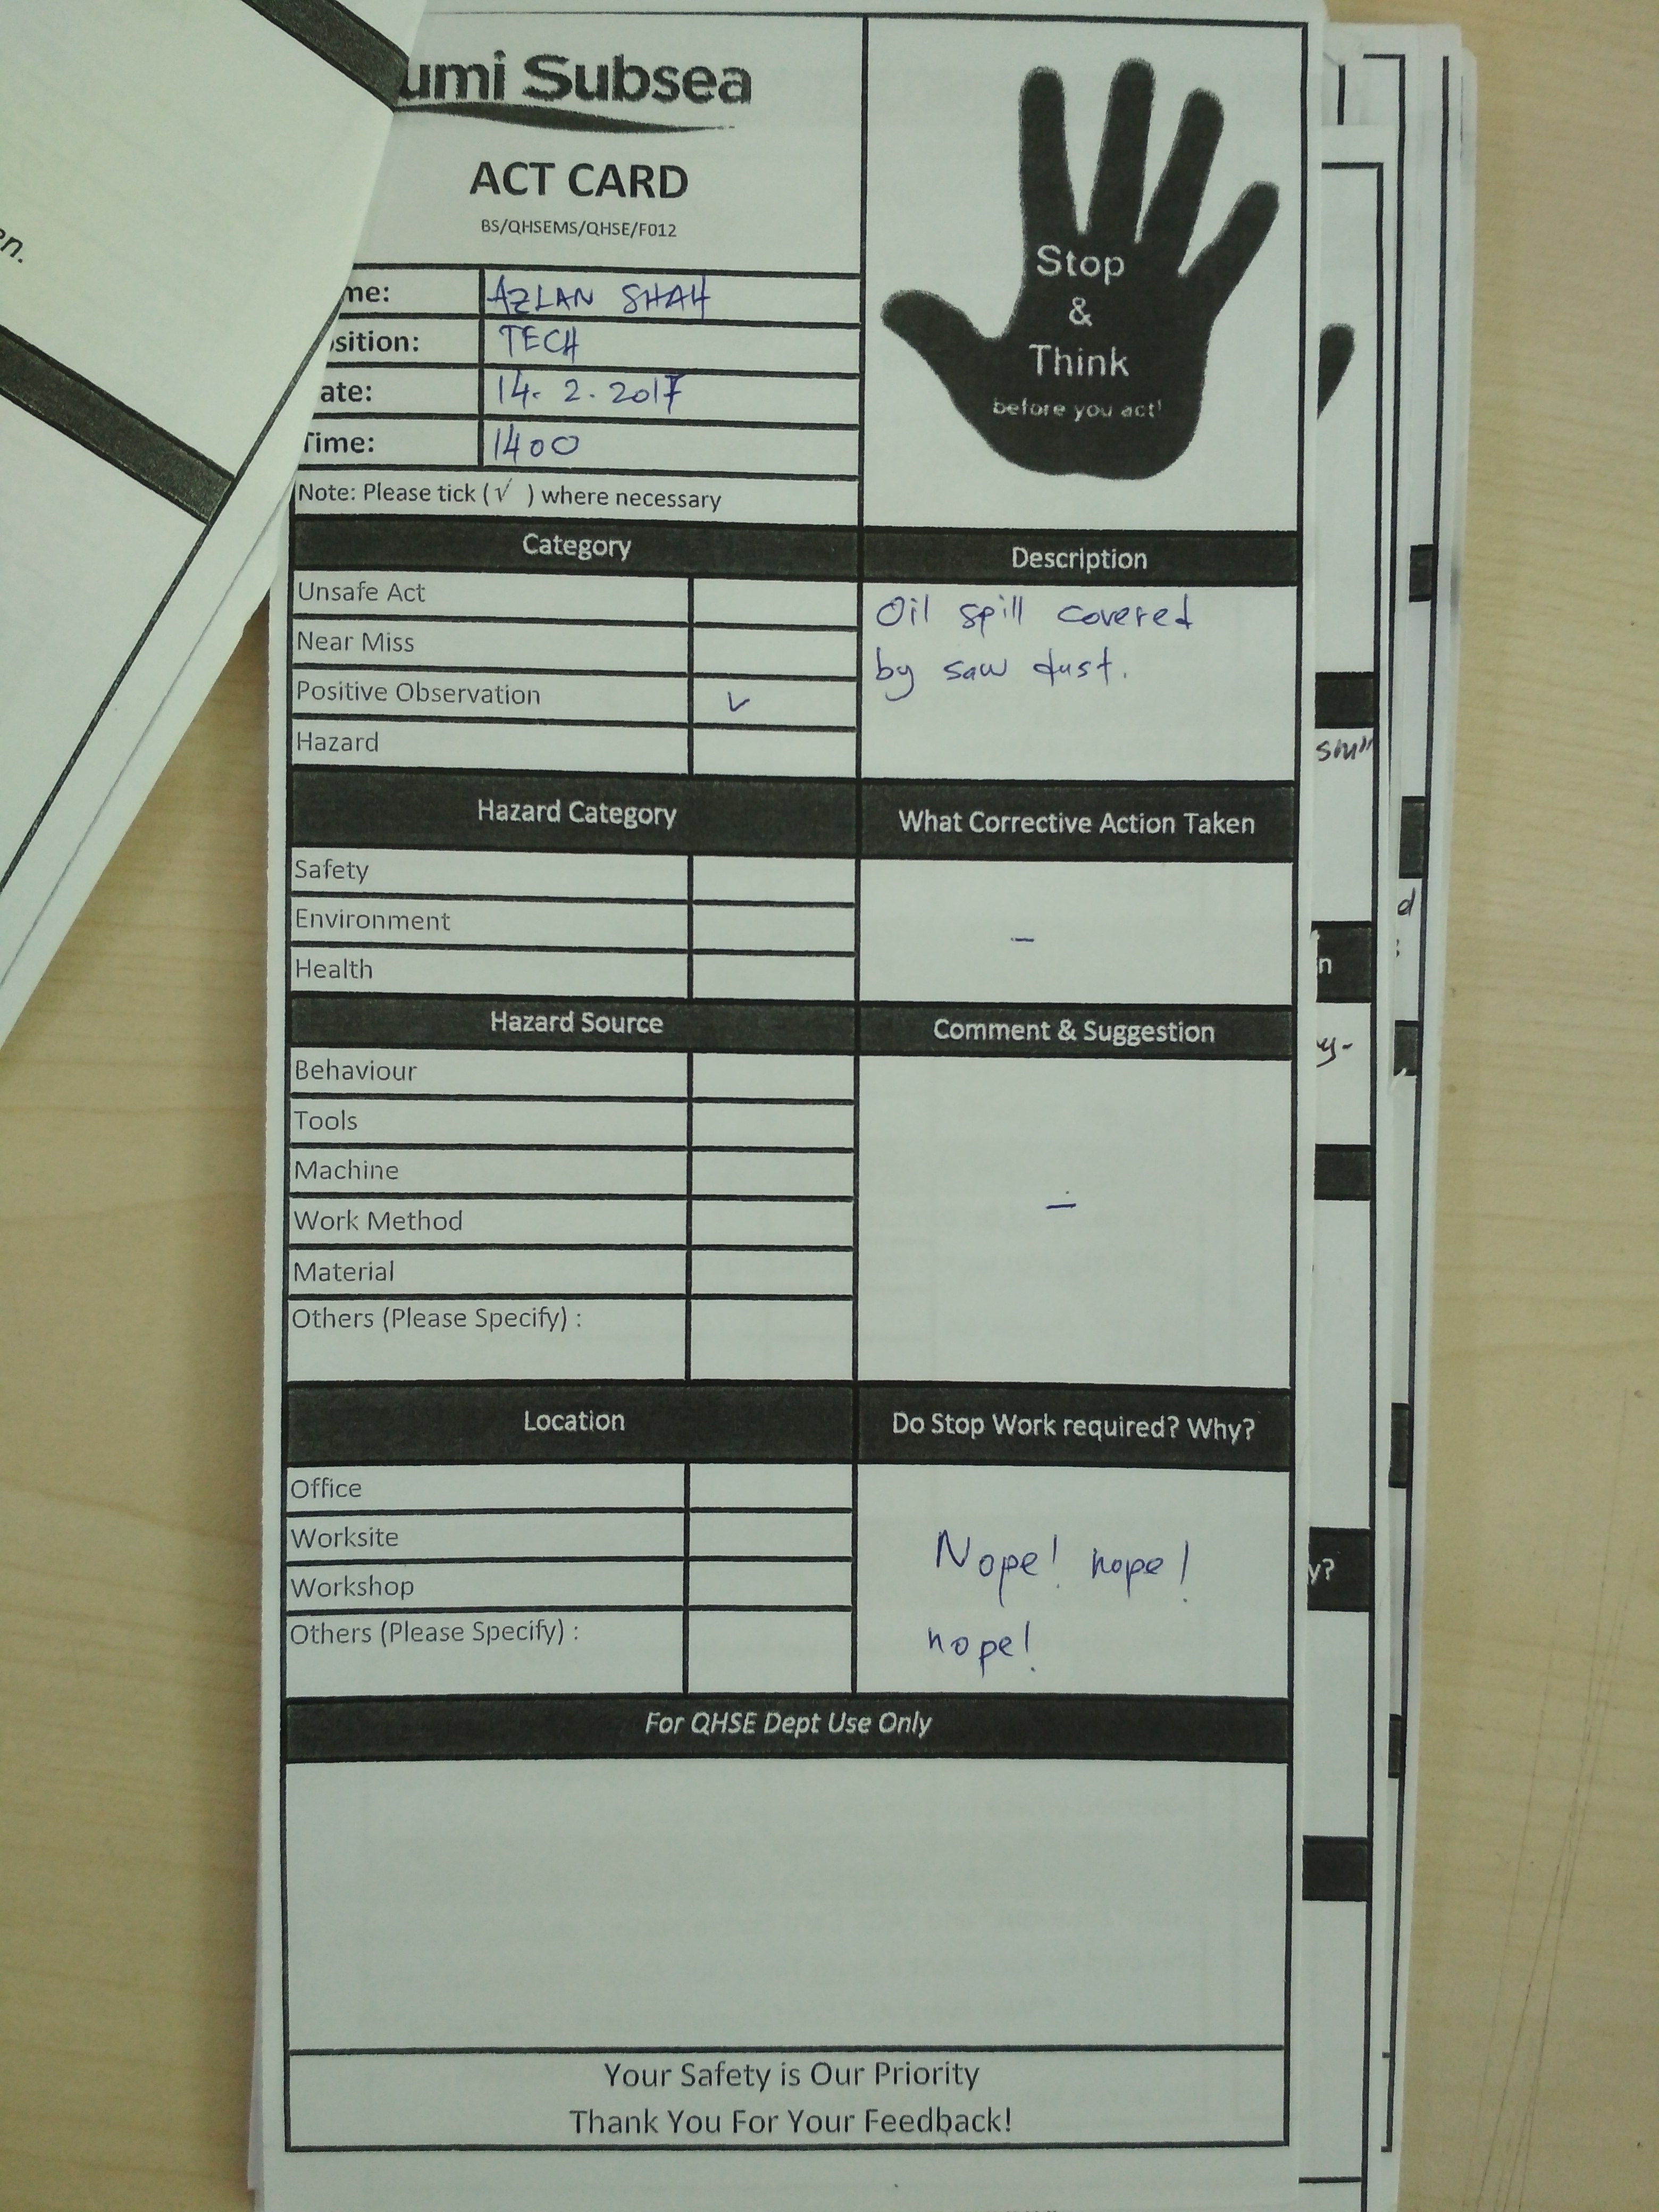 umi Subsea
ACT CARD
BS/QHSEMS/QHSE/F012
me: AZLAN SHAH
sition: TECH
ate: 14. 2. 2017
Time: 1400
Note: Please tick (√ ) where necessary
Stop
&
Think
before you act!
Category
Unsafe Act
Near Miss
Positive Observation ✓
Hazard
Description
Oil spill covered
by saw dust.
Hazard Category
Safety
Environment
Health
What Corrective Action Taken
–
Hazard Source
Behaviour
Tools
Machine
Work Method
Material
Others (Please Specify) :
Comment & Suggestion
–
Location
Office
Worksite
Workshop
Others (Please Specify) :
Do Stop Work required? Why?
Nope! nope!
nope!
For QHSE Dept Use Only
Your Safety is Our Priority
Thank You For Your Feedback!
en.
n
y?
d